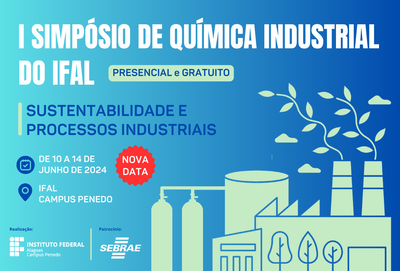 I SIMPÓSIO DE QUÍMICA INDUSTRIAL
DO IFAL
PRESENCIAL e GRATUITO
SUSTENTABILIDADE E
PROCESSOS INDUSTRIAIS
DE 10 A 14 DE
JUNHO DE 2024
NOVA
DATA
IFAL
CAMPUS PENEDO
Realização:
INSTITUTO FEDERAL
Alagoas
Campus Penedo
Patrocínio:
SEBRAE